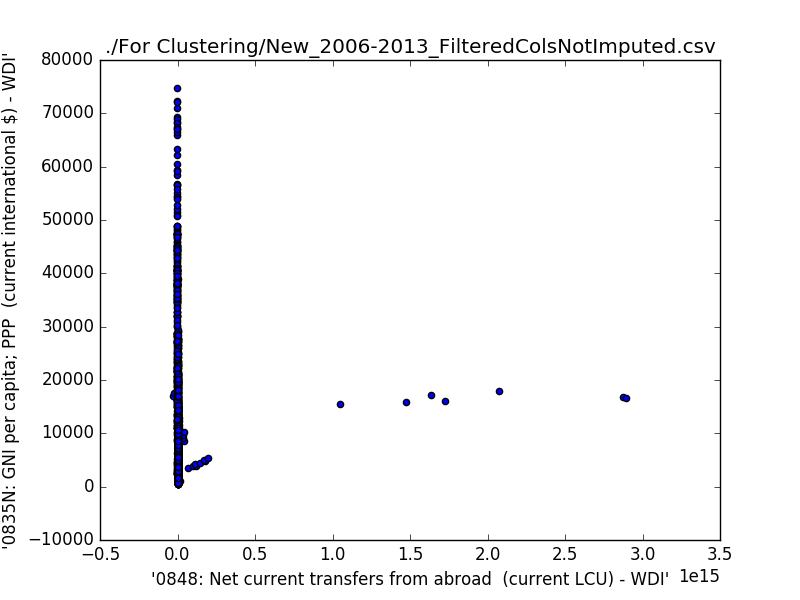 ./For Clustering/New_2006-2013_FilteredColsNotImputed.csv
'0835N: GNI per capita; PPP  (current international $) - WDI'
80000
70000
60000
50000
40000
30000
20000
10000
0
−10000
−0.5 0.0 0.5 1.0 1.5 2.0 2.5 3.0 3.5
1e15
'0848: Net current transfers from abroad  (current LCU) - WDI'